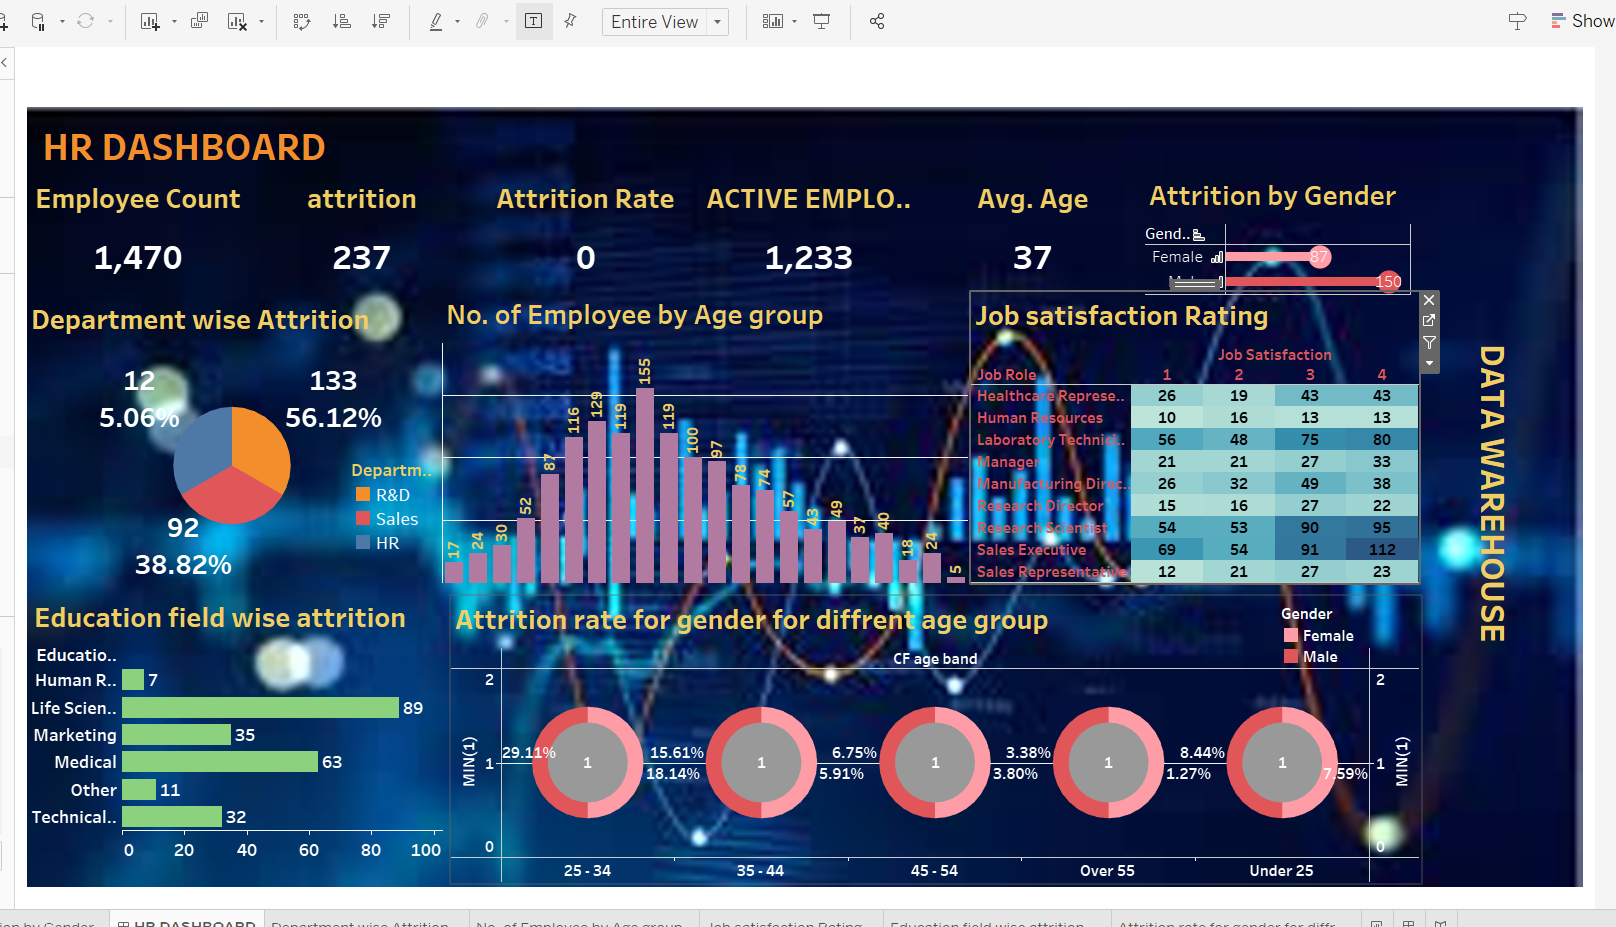 Entire View
Show
HR DASHBOARD
Employee Count
attrition
Attrition Rate
ACTIVE EMPLO..
Avg. Age
1,470
237
0
1,233
37
Attrition by Gender
Gend..
Female
87
150
Department wise Attrition
12
5.06%
133
56.12%
92
38.82%
Departm..
R&D
Sales
HR
No. of Employee by Age group
17
24
30
52
87
116
129
119
155
119
100
97
78
74
57
43
49
37
40
18
24
5
Job satisfaction Rating
Job Satisfaction
Job Role 1 2 3 4
Healthcare Represe.. 26 19 43 43
Human Resources 10 16 13 13
Laboratory Technici.. 56 48 75 80
Manager 21 21 27 33
Manufacturing Direc.. 26 32 49 38
Research Director 15 16 27 22
Research Scientist 54 53 90 95
Sales Executive 69 54 91 112
Sales Representative 12 21 27 23
DATA WAREHOUSE
Education field wise attrition
Educatio..
Human R.. 7
Life Scien.. 89
Marketing 35
Medical 63
Other 11
Technical.. 32
0 20 40 60 80 100
Attrition rate for gender for diffrent age group
Gender
Female
Male
CF age band
MIN(1)
2
1
0
29.11%
1
15.61%
18.14%
1
6.75%
5.91%
1
3.38%
3.80%
1
8.44%
1.27%
1
7.59%
2
1
0
MIN(1)
25 - 34
35 - 44
45 - 54
Over 55
Under 25
HR DASHBOARD
Department wise Attrition
No. of Employee by Age group
Job satisfaction Rating
Education field wise attrition
Attrition rate for gender for diffr